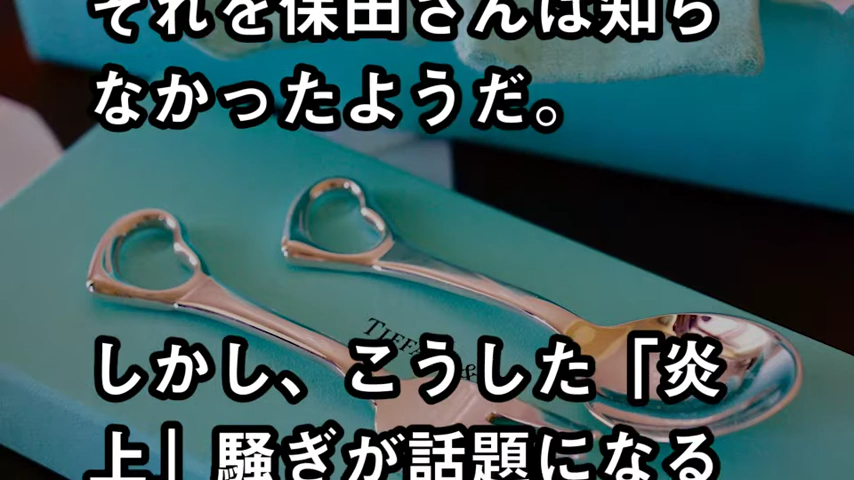 それを保田さんは知ら
なかったようだ。
TIFFA
しかし、こうした「炎
上」騒ぎが話題になる